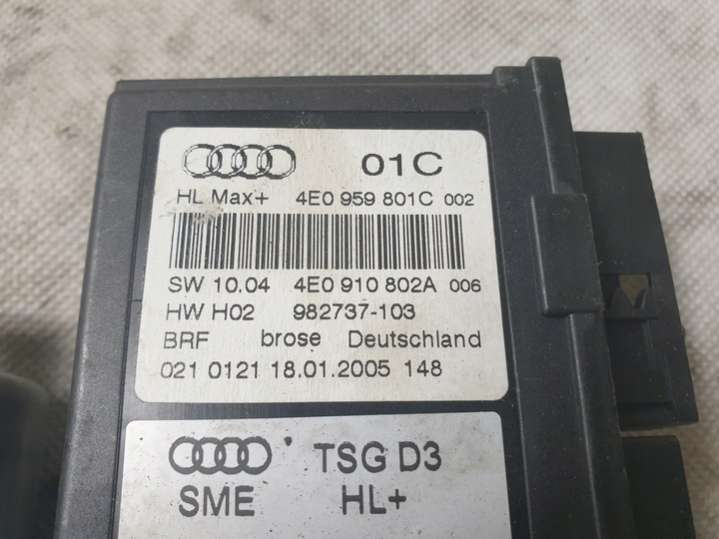 01C
HL Max+ 4E0 959 801C 002
SW 10.04 4E0 910 802A 006
HW H02 982737-103
BRF brose Deutschland
021 0121 18.01.2005 148
TSG D3
SME HL+